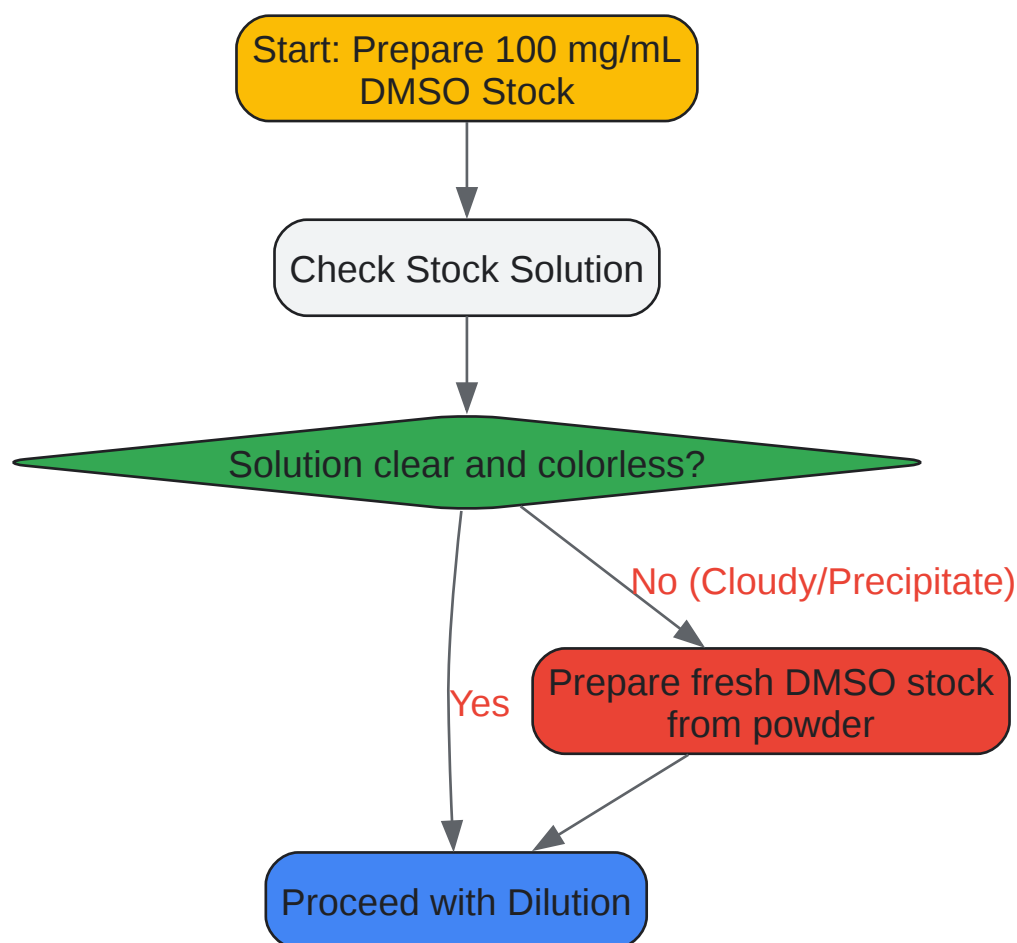 Start: Prepare 100 mg/mL
DMSO Stock
Check Stock Solution
Solution clear and colorless?
No (Cloudy/Precipitate)
Prepare fresh DMSO stock
from powder
Yes
Proceed with Dilution